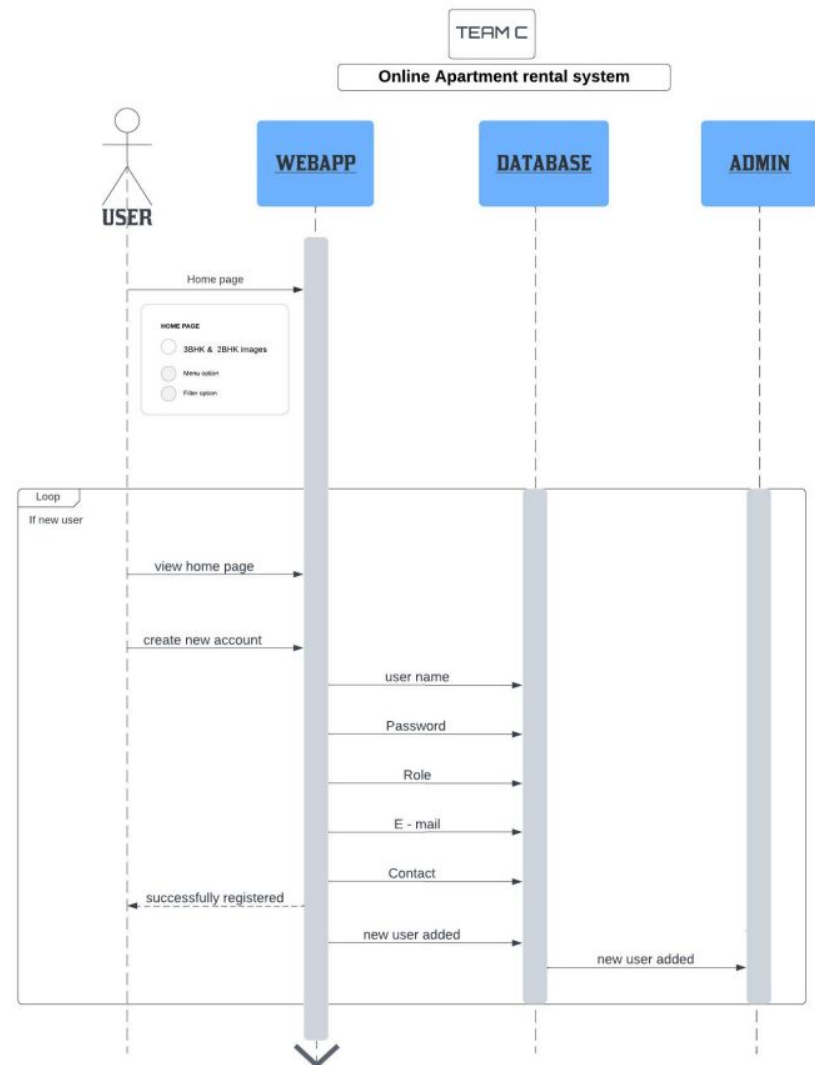 TEAM C
Online Apartment rental system
USER
WEBAPP
DATABASE
ADMIN
Home page
HOME PAGE
3BHK & 2BHK images
Menu option
Filter option
Loop
If new user
view home page
create new account
user name
Password
Role
E - mail
Contact
successfully registered
new user added
new user added